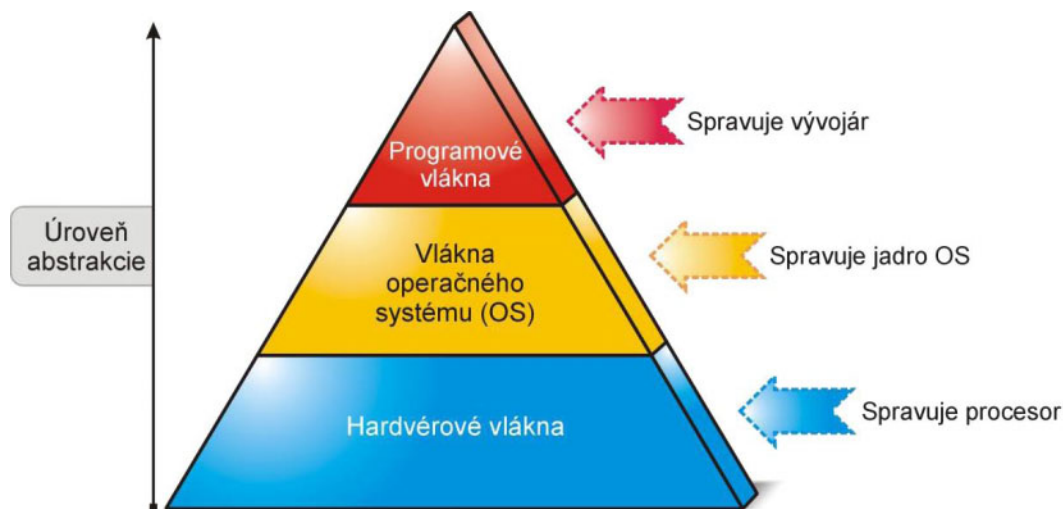 Spravuje vývojár
Programové
vlákna
Úroveň
abstrakcie
Vlákna
operačného
systému (OS)
Spravuje jadro OS
Hardvérové vlákna
Spravuje procesor